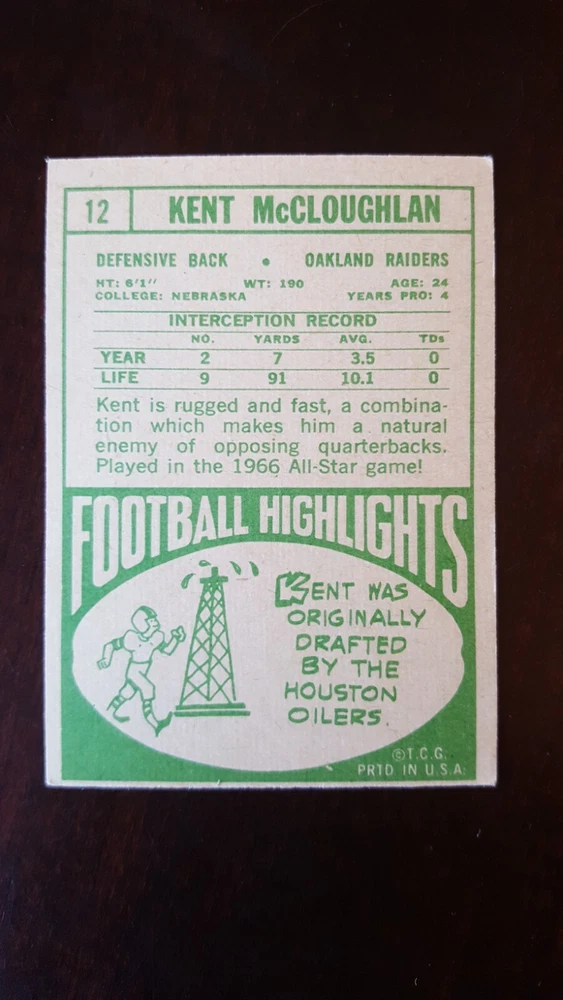 12 KENT McCLOUGHLAN
DEFENSIVE BACK • OAKLAND RAIDERS
HT: 6'1" WT: 190 AGE: 24
COLLEGE: NEBRASKA YEARS PRO: 4
INTERCEPTION RECORD
NO. YARDS AVG. TDs
YEAR 2 7 3.5 0
LIFE 9 91 10.1 0
Kent is rugged and fast, a combina-
tion which makes him a natural
enemy of opposing quarterbacks.
Played in the 1966 All-Star game!
FOOTBALL HIGHLIGHTS
KENT WAS
ORIGINALLY
DRAFTED
BY THE
HOUSTON
OILERS.
©T.C.G.
PRTD IN U.S.A.